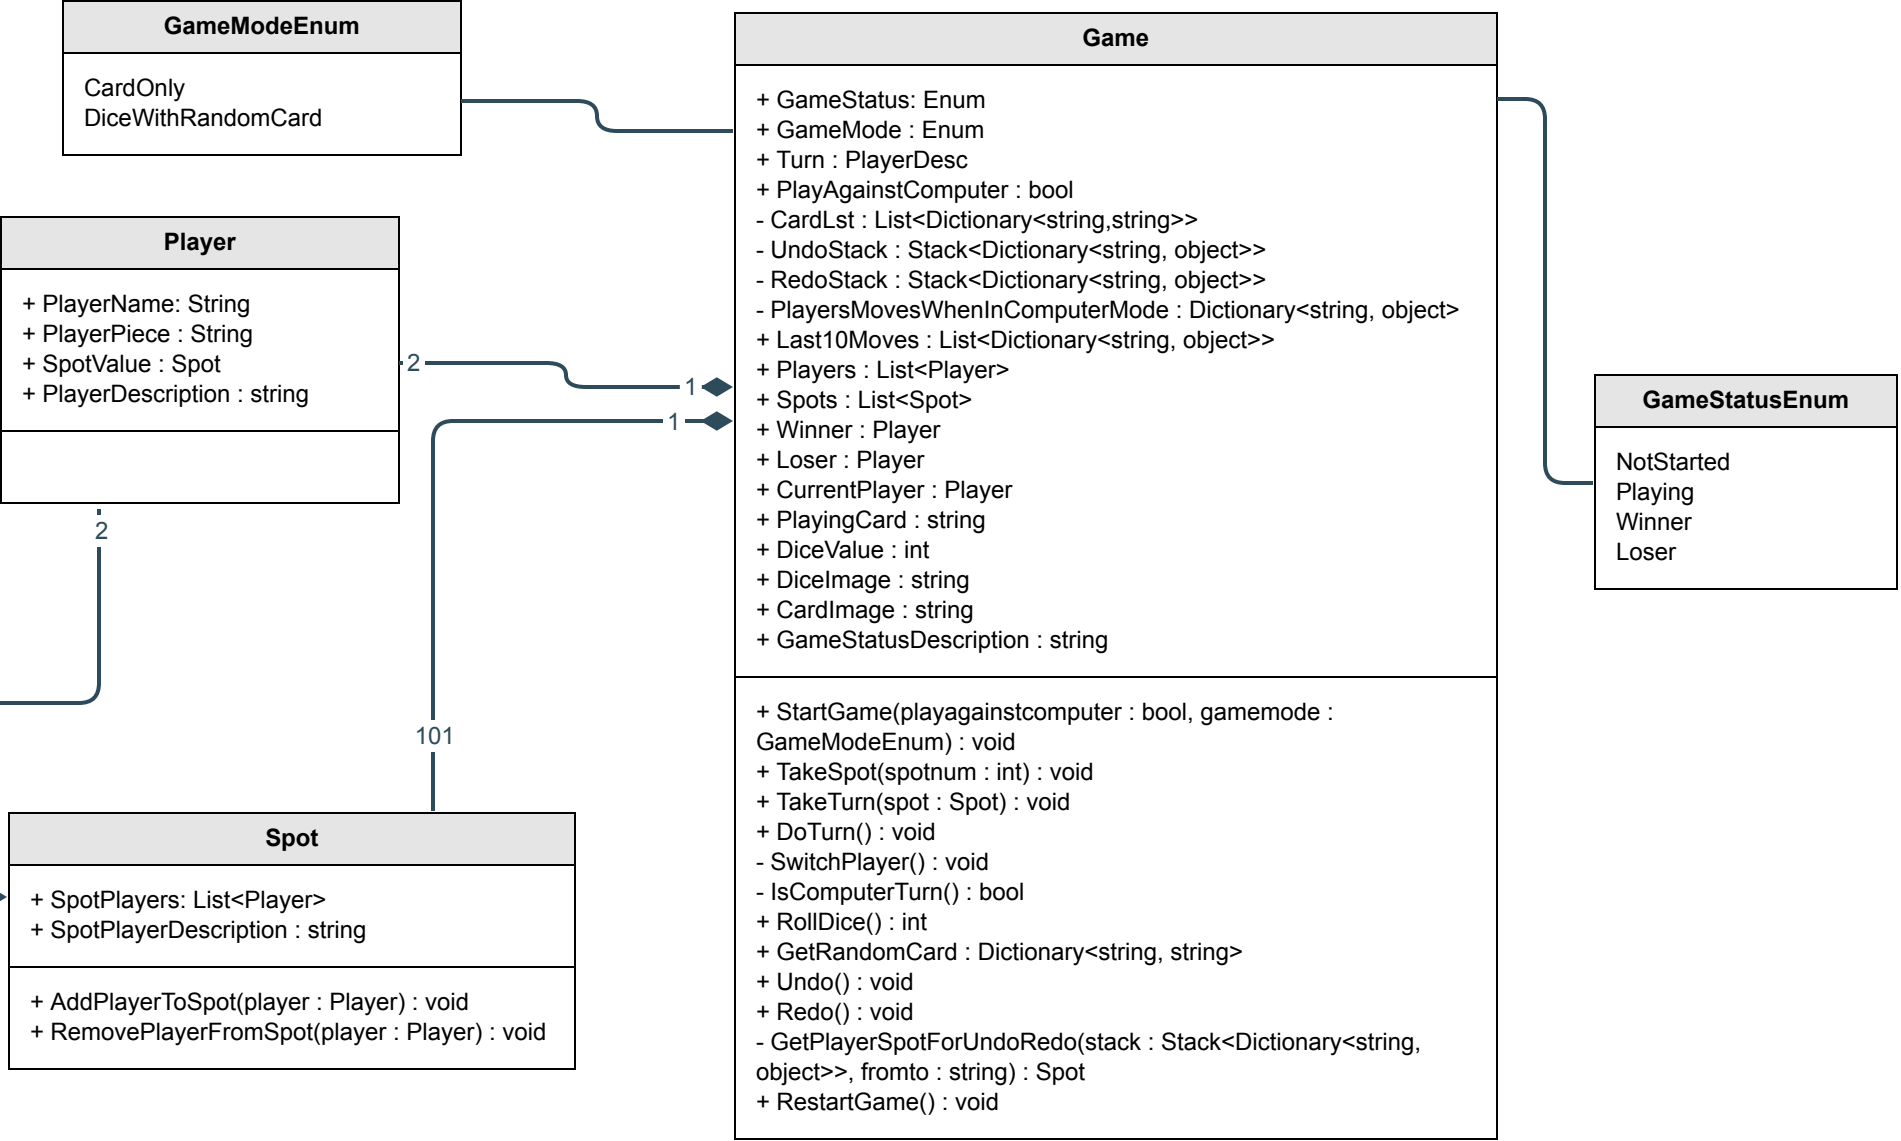 GameModeEnum
CardOnly
DiceWithRandomCard
Player
+ PlayerName: String
+ PlayerPiece : String
+ SpotValue : Spot
+ PlayerDescription : string
2
1
2
1
101
Spot
+ SpotPlayers: List<Player>
+ SpotPlayerDescription : string
+ AddPlayerToSpot(player : Player) : void
+ RemovePlayerFromSpot(player : Player) : void
Game
+ GameStatus: Enum
+ GameMode : Enum
+ Turn : PlayerDesc
+ PlayAgainstComputer : bool
- CardLst : List<Dictionary<string,string>>
- UndoStack : Stack<Dictionary<string, object>>
- RedoStack : Stack<Dictionary<string, object>>
- PlayersMovesWhenInComputerMode : Dictionary<string, object>
+ Last10Moves : List<Dictionary<string, object>>
+ Players : List<Player>
+ Spots : List<Spot>
+ Winner : Player
+ Loser : Player
+ CurrentPlayer : Player
+ PlayingCard : string
+ DiceValue : int
+ DiceImage : string
+ CardImage : string
+ GameStatusDescription : string
+ StartGame(playagainstcomputer : bool, gamemode :
GameModeEnum) : void
+ TakeSpot(spotnum : int) : void
+ TakeTurn(spot : Spot) : void
+ DoTurn() : void
- SwitchPlayer() : void
- IsComputerTurn() : bool
+ RollDice() : int
+ GetRandomCard : Dictionary<string, string>
+ Undo() : void
+ Redo() : void
- GetPlayerSpotForUndoRedo(stack : Stack<Dictionary<string,
object>>, fromto : string) : Spot
+ RestartGame() : void
GameStatusEnum
NotStarted
Playing
Winner
Loser